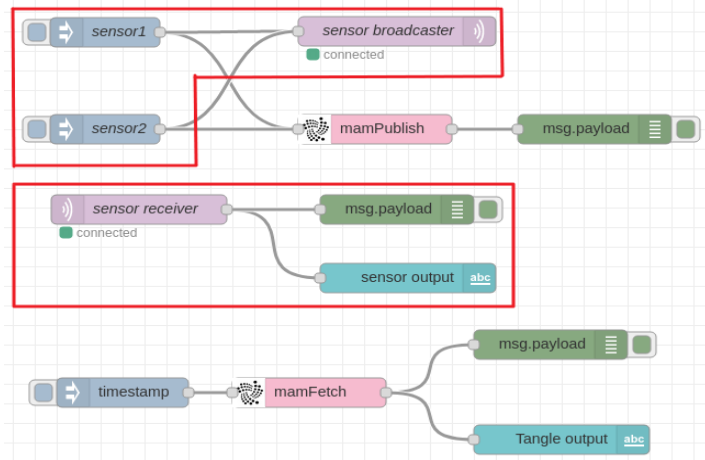 sensor1
sensor broadcaster
connected
sensor2
mamPublish
msg.payload
sensor receiver
msg.payload
connected
sensor output
abc
msg.payload
timestamp
mamFetch
Tangle output
abc